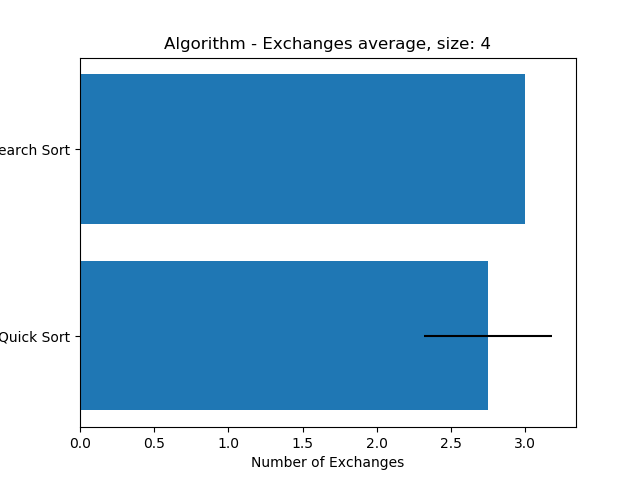 Algorithm - Exchanges average, size: 4
earch Sort
Quick Sort
0.0 0.5 1.0 1.5 2.0 2.5 3.0
Number of Exchanges